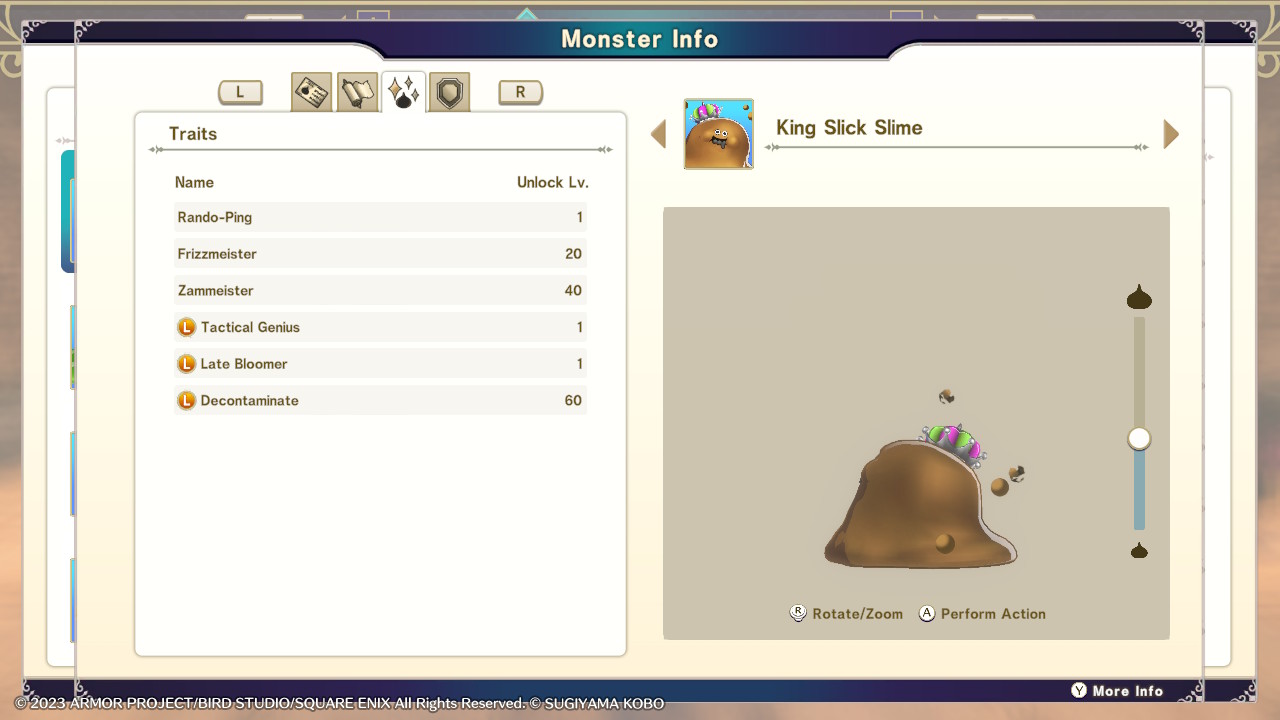 Monster Info
L
R
Traits
Name Unlock Lv.
Rando-Ping 1
Frizzmeister 20
Zammeister 40
L Tactical Genius 1
L Late Bloomer 1
L Decontaminate 60
King Slick Slime
R Rotate/Zoom A Perform Action
Y More Info
© 2023 ARMOR PROJECT/BIRD STUDIO/SQUARE ENIX All Rights Reserved. © SUGIYAMA KOBO